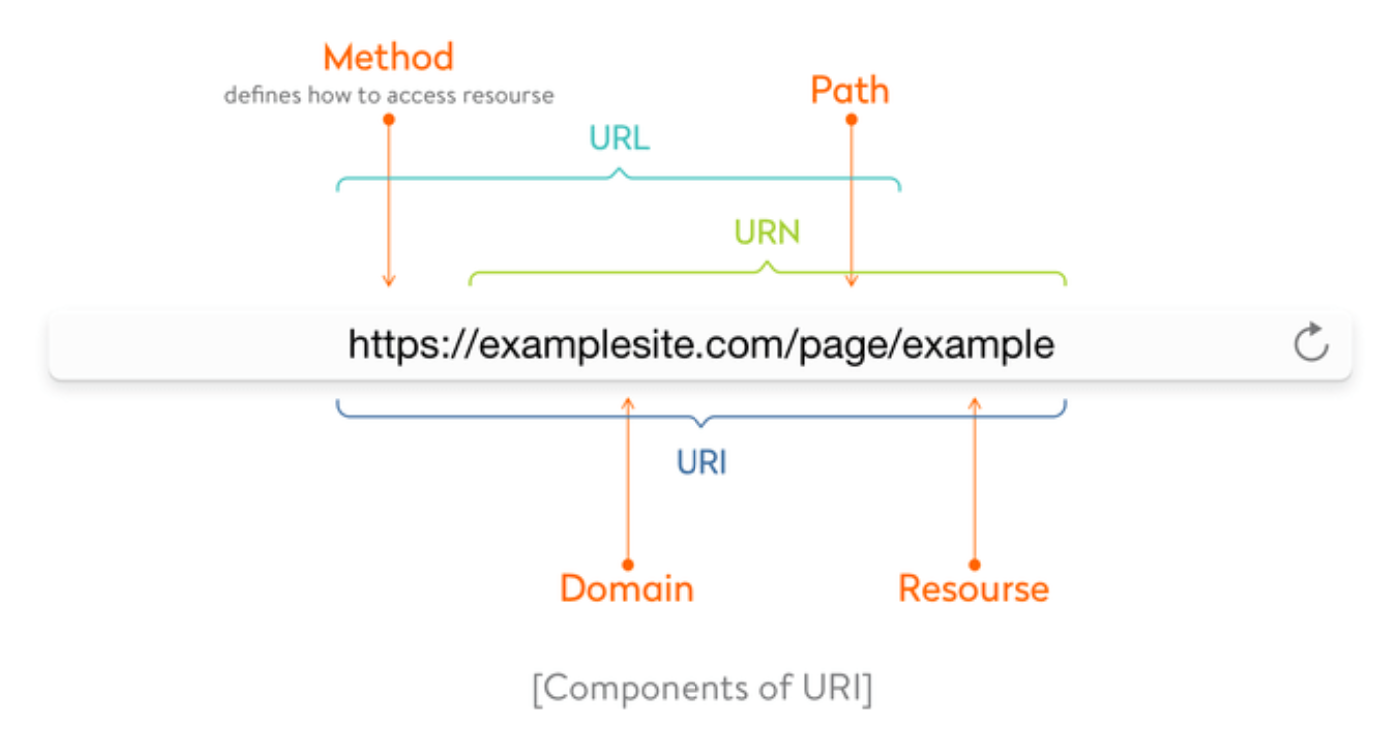 Method
defines how to access resourse
Path
URL
URN
https://examplesite.com/page/example
URI
Domain
Resourse
[Components of URI]